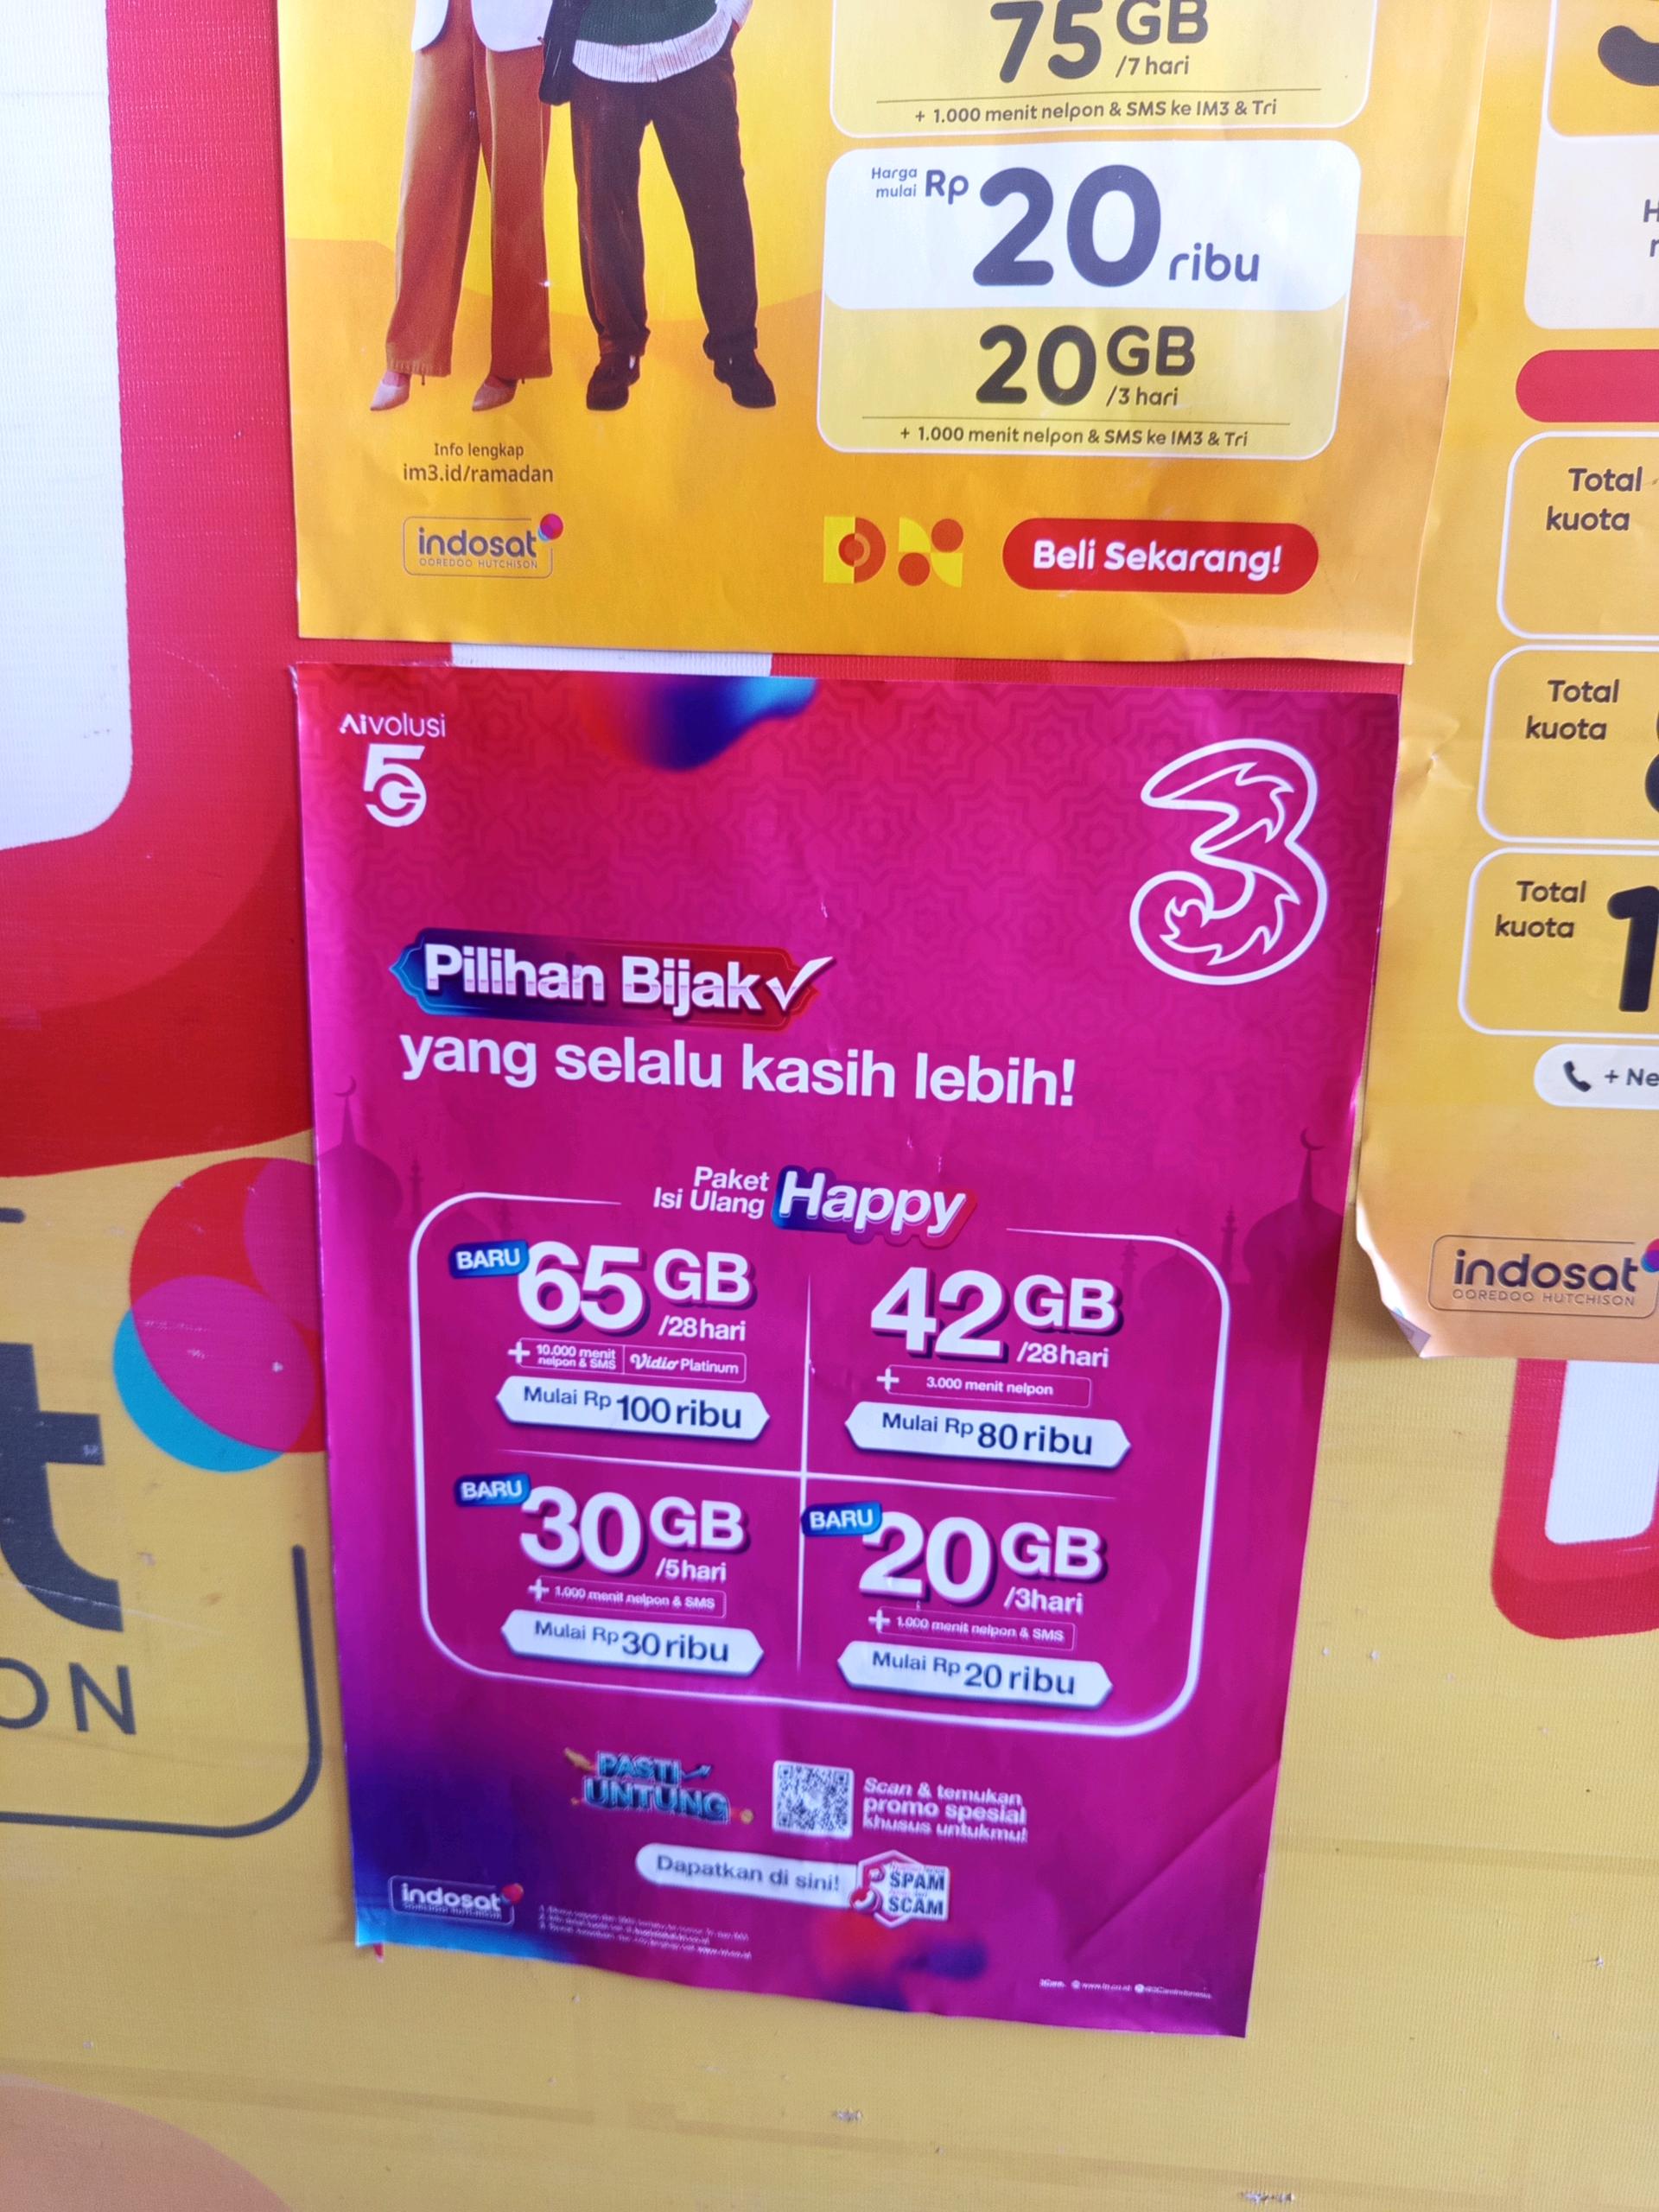 75 GB
/7 hari
+ 1.000 menit nelpon & SMS ke IM3 & Tri
Harga mulai Rp 20 ribu
20 GB
/3 hari
+ 1.000 menit nelpon & SMS ke IM3 & Tri
Info lengkap
im3.id/ramadan
indosat
OOREDOO HUTCHISON
Beli Sekarang!
Total
kuota
Total
kuota
Total
kuota
1
+ Ne
indosat
OOREDOO HUTCHISON
AIvolusi
5G
3
Pilihan Bijak
yang selalu kasih lebih!
Paket
Isi Ulang
Happy
BARU
65 GB
/28hari
+ 10.000 menit
nelpon & SMS
Vidio Platinum
Mulai Rp 100 ribu
42 GB
/28hari
+ 3.000 menit nelpon
Mulai Rp 80 ribu
BARU
30 GB
/5hari
+ 1.000 menit nelpon & SMS
Mulai Rp 30 ribu
BARU
20 GB
/3hari
+ 1.000 menit nelpon & SMS
Mulai Rp 20 ribu
PASTI
UNTUNG
Scan & temukan
promo spesial
khusus untukmu!
Dapatkan di sini!
SPAM
SCAM
indosat
OOREDOO HUTCHISON
t
ON